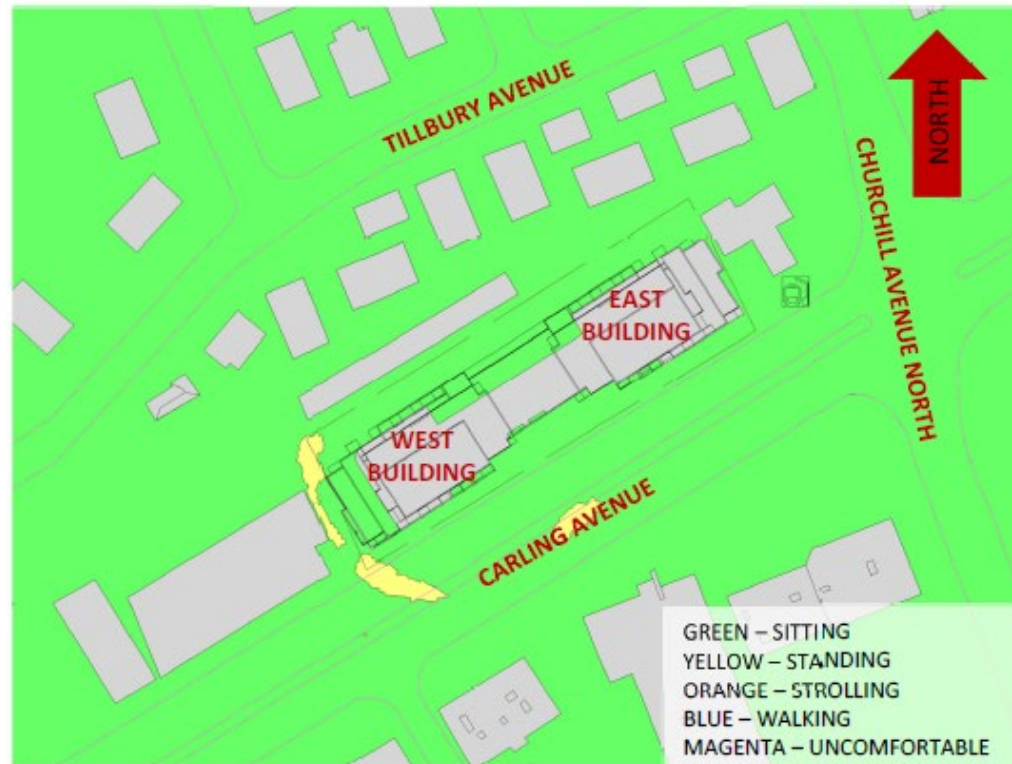 TILLBURY AVENUE
NORTH
CHURCHILL AVENUE NORTH
EAST
BUILDING
WEST
BUILDING
CARLING AVENUE
GREEN – SITTING
YELLOW – STANDING
ORANGE – STROLLING
BLUE – WALKING
MAGENTA – UNCOMFORTABLE